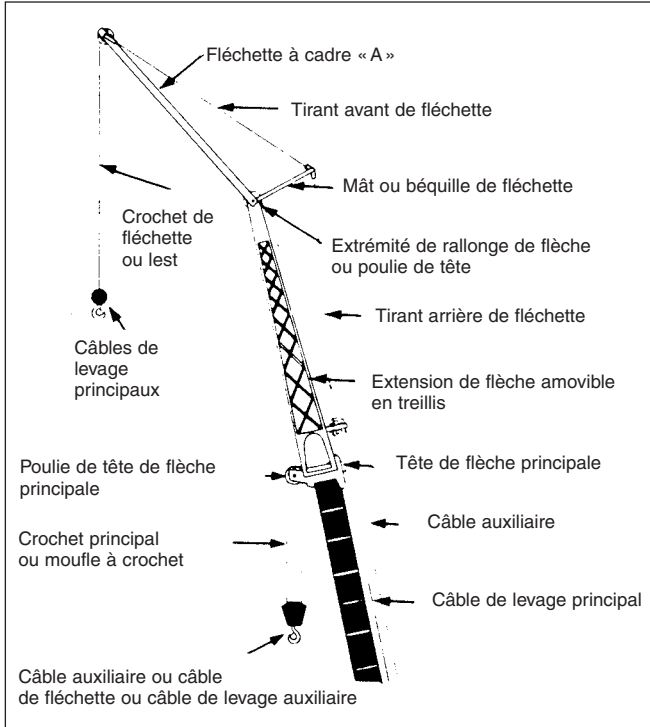 Fléchette à cadre « A »
Tirant avant de fléchette
Mât ou béquille de fléchette
Crochet de
fléchette
ou lest
Extrémité de rallonge de flèche
ou poulie de tête
Tirant arrière de fléchette
Câbles de
levage
principaux
Extension de flèche amovible
en treillis
Poulie de tête de flèche
principale
Tête de flèche principale
Câble auxiliaire
Crochet principal
ou moufle à crochet
Câble de levage principal
Câble auxiliaire ou câble
de fléchette ou câble de levage auxiliaire